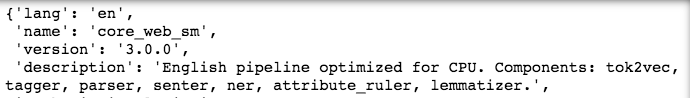 {'lang': 'en',
 'name': 'core_web_sm',
 'version': '3.0.0',
 'description': 'English pipeline optimized for CPU. Components: tok2vec,
tagger, parser, senter, ner, attribute_ruler, lemmatizer.',